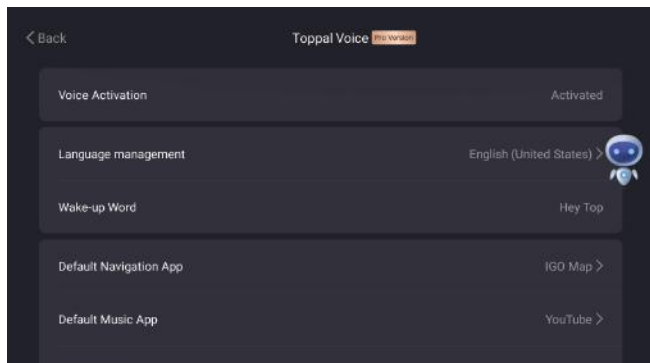 Back
Toppal Voice Pro Version
Voice Activation Activated
Language management English (United States)
Wake-up Word Hey Top
Default Navigation App IGO Map
Default Music App YouTube